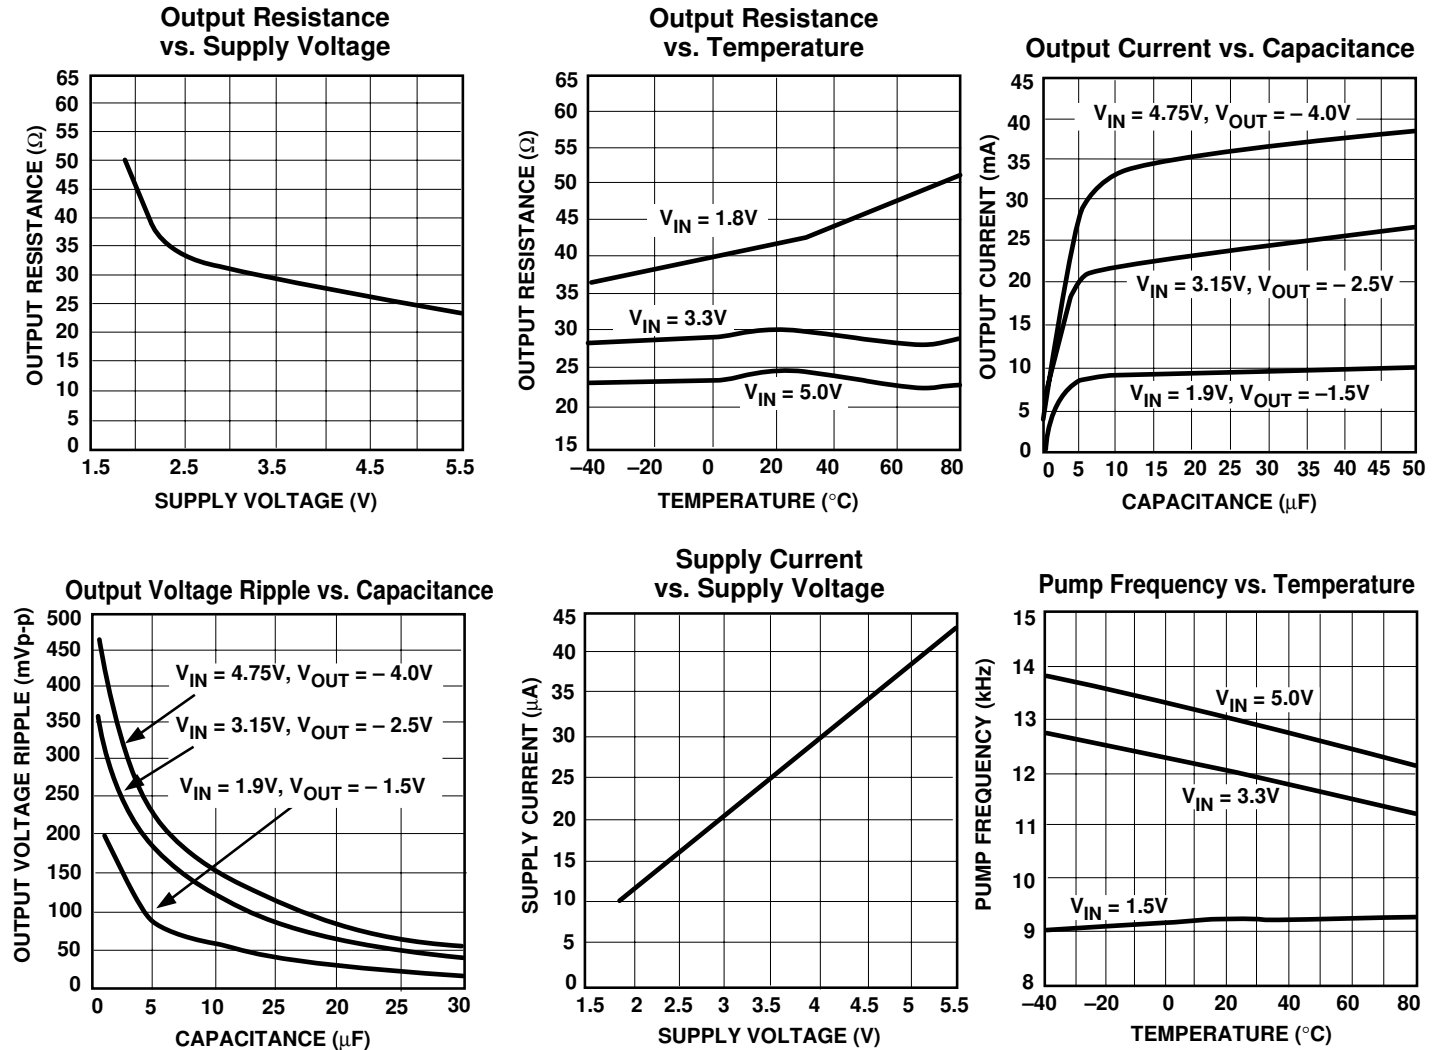 Output Resistance
vs. Supply Voltage
65
60
55
50
45
40
35
30
25
20
15
10
5
0
OUTPUT RESISTANCE (Ω)
1.5 2.5 3.5 4.5 5.5
SUPPLY VOLTAGE (V)
Output Resistance
vs. Temperature
65
60
60
55
50
45
40
35
30
25
20
15
OUTPUT RESISTANCE (Ω)
VIN = 1.8V
VIN = 3.3V
VIN = 5.0V
–40 –20 0 20 40 60 80
TEMPERATURE (°C)
Output Current vs. Capacitance
45
40
35
30
25
20
15
10
5
0
OUTPUT CURRENT (mA)
VIN = 4.75V, VOUT = – 4.0V
VIN = 3.15V, VOUT = – 2.5V
VIN = 1.9V, VOUT = –1.5V
0 5 10 15 20 25 30 35 40 45 50
CAPACITANCE (µF)
Output Voltage Ripple vs. Capacitance
500
450
400
350
300
250
200
150
100
50
0
OUTPUT VOLTAGE RIPPLE (mVp-p)
VIN = 4.75V, VOUT = – 4.0V
VIN = 3.15V, VOUT = – 2.5V
VIN = 1.9V, VOUT = – 1.5V
0 5 10 15 20 25 30
CAPACITANCE (µF)
Supply Current
vs. Supply Voltage
45
40
35
30
25
20
15
10
5
0
SUPPLY CURRENT (µA)
1.5 2 2.5 3 3.5 4 4.5 5 5.5
SUPPLY VOLTAGE (V)
Pump Frequency vs. Temperature
15
14
13
12
11
10
9
8
PUMP FREQUENCY (kHz)
VIN = 5.0V
VIN = 3.3V
VIN = 1.5V
–40 –20 0 20 40 60 80
TEMPERATURE (°C)